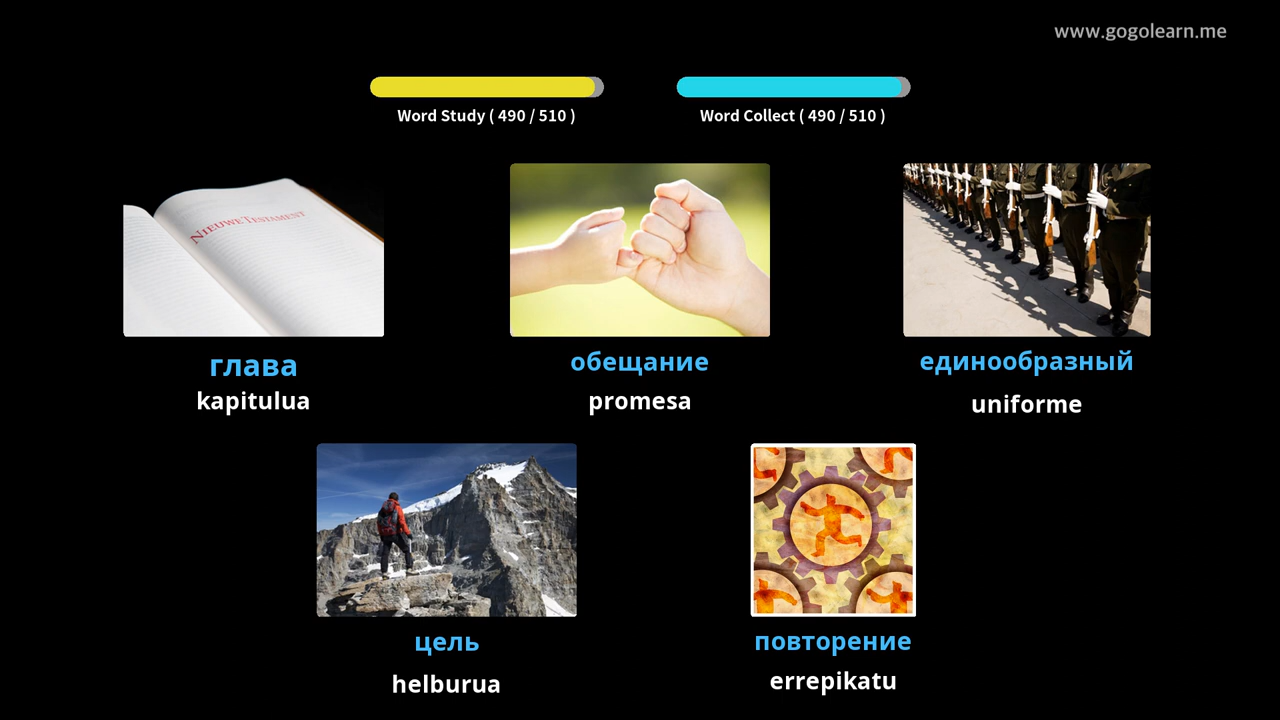 www.gogolearn.me
Word Study ( 490 / 510 )
Word Collect ( 490 / 510 )
NIEUWE TESTAMENT
глава
kapitulua
обещание
promesa
единообразный
uniforme
цель
helburua
повторение
errepikatu